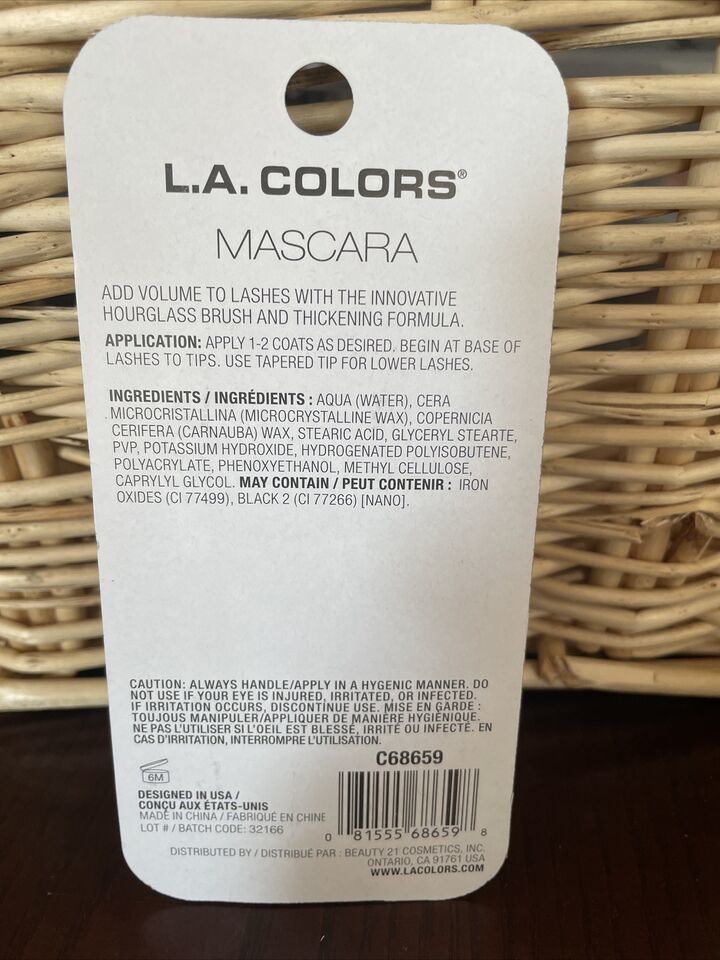 L.A. COLORS®
MASCARA
ADD VOLUME TO LASHES WITH THE INNOVATIVE
HOURGLASS BRUSH AND THICKENING FORMULA.
APPLICATION: APPLY 1-2 COATS AS DESIRED. BEGIN AT BASE OF
LASHES TO TIPS. USE TAPERED TIP FOR LOWER LASHES.
INGREDIENTS / INGRÉDIENTS : AQUA (WATER), CERA
MICROCRISTALLINA (MICROCRYSTALLINE WAX), COPERNICIA
CERIFERA (CARNAUBA) WAX, STEARIC ACID, GLYCERYL STEARTE,
PVP, POTASSIUM HYDROXIDE, HYDROGENATED POLYISOBUTENE,
POLYACRYLATE, PHENOXYETHANOL, METHYL CELLULOSE,
CAPRYLYL GLYCOL. MAY CONTAIN / PEUT CONTENIR : IRON
OXIDES (CI 77499), BLACK 2 (CI 77266) [NANO].
CAUTION: ALWAYS HANDLE/APPLY IN A HYGENIC MANNER. DO
NOT USE IF YOUR EYE IS INJURED, IRRITATED, OR INFECTED.
IF IRRITATION OCCURS, DISCONTINUE USE. MISE EN GARDE :
TOUJOUS MANIPULER/APPLIQUER DE MANIÈRE HYGIÉNIQUE.
NE PAS L'UTILISER SI L'OEIL EST BLESSÉ, IRRITÉ OU INFECTÉ. EN
CAS D'IRRITATION, INTERROMPRE L'UTILISATION.
C68659
6M
DESIGNED IN USA /
CONÇU AUX ÉTATS-UNIS
MADE IN CHINA / FABRIQUÉ EN CHINE
LOT # / BATCH CODE: 32166
0 81555 68659 8
DISTRIBUTED BY / DISTRIBUÉ PAR : BEAUTY 21 COSMETICS, INC.
ONTARIO, CA 91761 USA
WWW.LACOLORS.COM